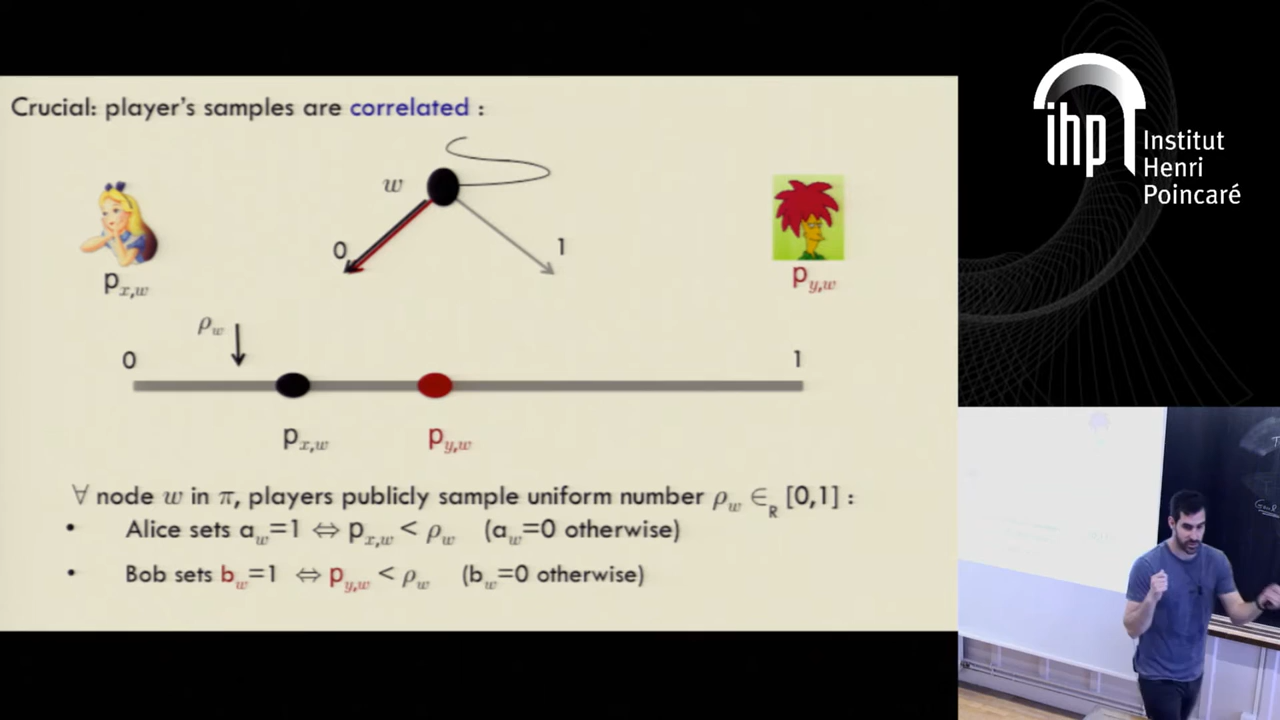 Crucial: player's samples are correlated :
w
0
1
p_{x,w}
p_{y,w}
ρ_w
0
1
p_{x,w}
p_{y,w}
∀ node w in π, players publicly sample uniform number ρ_w ∈_R [0,1] :
• Alice sets a_w=1 ⇔ p_{x,w} < ρ_w (a_w=0 otherwise)
• Bob sets b_w=1 ⇔ p_{y,w} < ρ_w (b_w=0 otherwise)
ihp
Institut
Henri
Poincaré